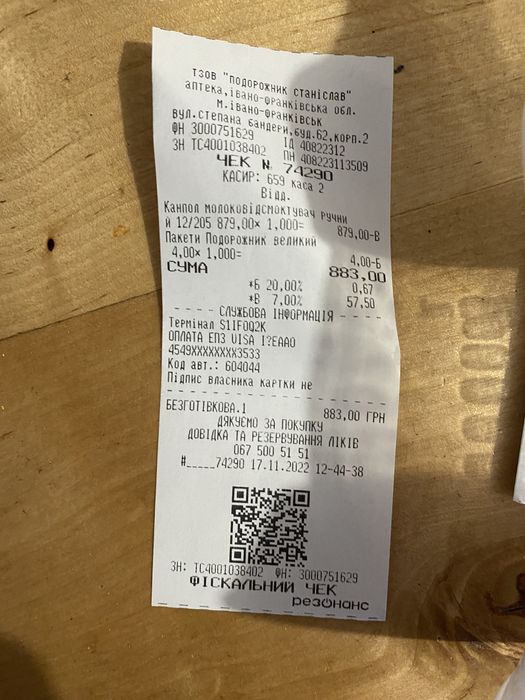 ТЗОВ "ПОДОРОЖНИК СТАНІСЛАВ"
аптека,Івано-Франківська обл.
м.Івано-Франківськ
вул.Степана Бандери,буд.62,корп.2
ФН 3000751629 ІД 40822312
ЗН ТС4001038402 ПН 408223113509
ЧЕК № 74290
КАСИР: 659 каса 2
Відд.
Канпол молоковідсмоктувач ручни
й 12/205 879,00× 1,000= 879,00-В
Пакети Подорожник великий
4,00× 1,000= 4,00-Б
СУМА 883,00
*Б 20,00% 0,67
*В 7,00% 57,50
- - - - СЛУЖБОВА ІНФОРМАЦІЯ - - - -
Термінал S1IF0Q2K
ОПЛАТА ЕПЗ VISA І?ЕААО
4549XXXXXXXX3533
Код авт.: 604044
Підпис власника картки не
БЕЗГОТІВКОВА.1 883,00 ГРН
ДЯКУЄМО ЗА ПОКУПКУ
ДОВІДКА ТА РЕЗЕРВУВАННЯ ЛІКІВ
067 500 51 51
#_____74290 17.11.2022 12-44-38
ЗН: ТС4001038402 ФН: 3000751629
ФІСКАЛЬНИЙ ЧЕК
резонанс